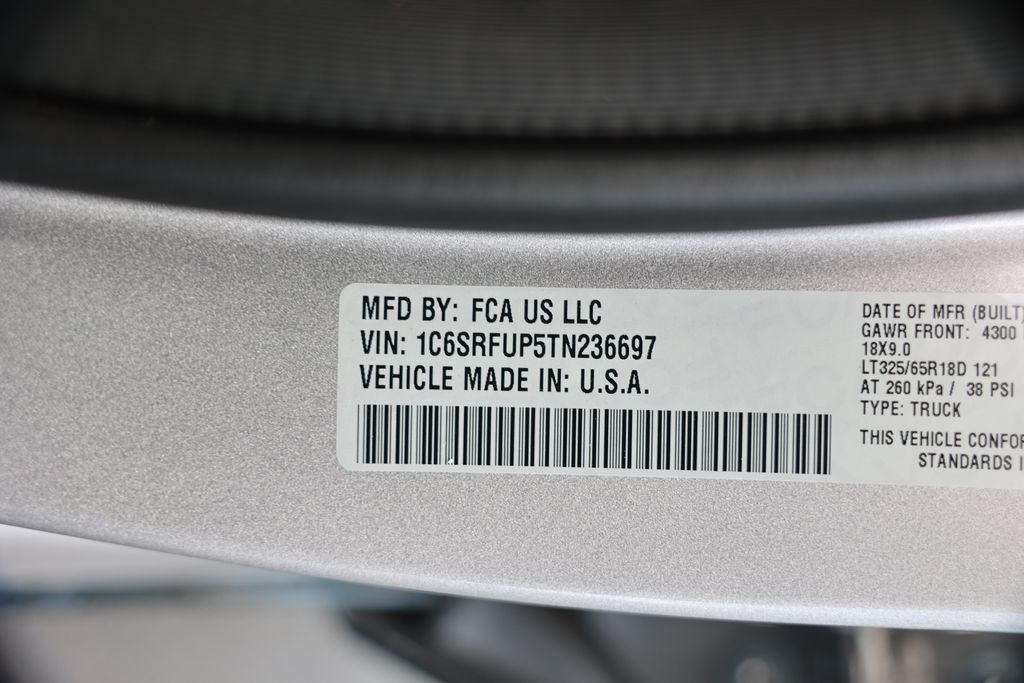 MFD BY: FCA US LLC
VIN: 1C6SRFUP5TN236697
VEHICLE MADE IN: U.S.A.
DATE OF MFR (BUILT)
GAWR FRONT: 4300
18X9.0
LT325/65R18D 121
AT 260 kPa / 38 PSI
TYPE: TRUCK
THIS VEHICLE
STANDARDS